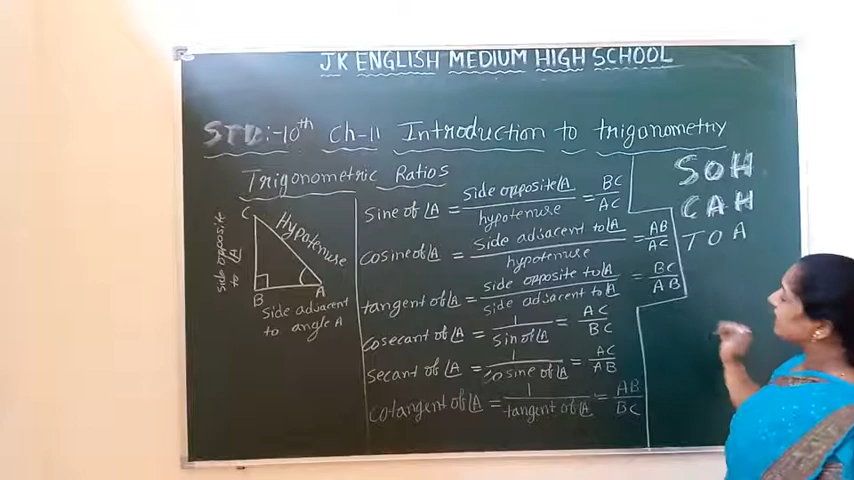 JK ENGLISH MEDIUM HIGH SCHOOL
STD:-10th Ch-11 Introduction to trigonometry
Trigonometric Ratios
C
Hypotenure
side opposite to ∠A
B
A
side adjacent
to angle A
sine of ∠A = side opposite ∠A / hypotenure = BC / AC
cosine of ∠A = side adjacent to ∠A / hypotenure = AB / AC
tangent of ∠A = side opposite to ∠A / side adjacent to ∠A = BC / AB
cosecant of ∠A = 1 / sin of ∠A = AC / BC
secant of ∠A = 1 / cosine of ∠A = AC / AB
cotangent of ∠A = 1 / tangent of ∠A = AB / BC
SOH
CAH
TOA